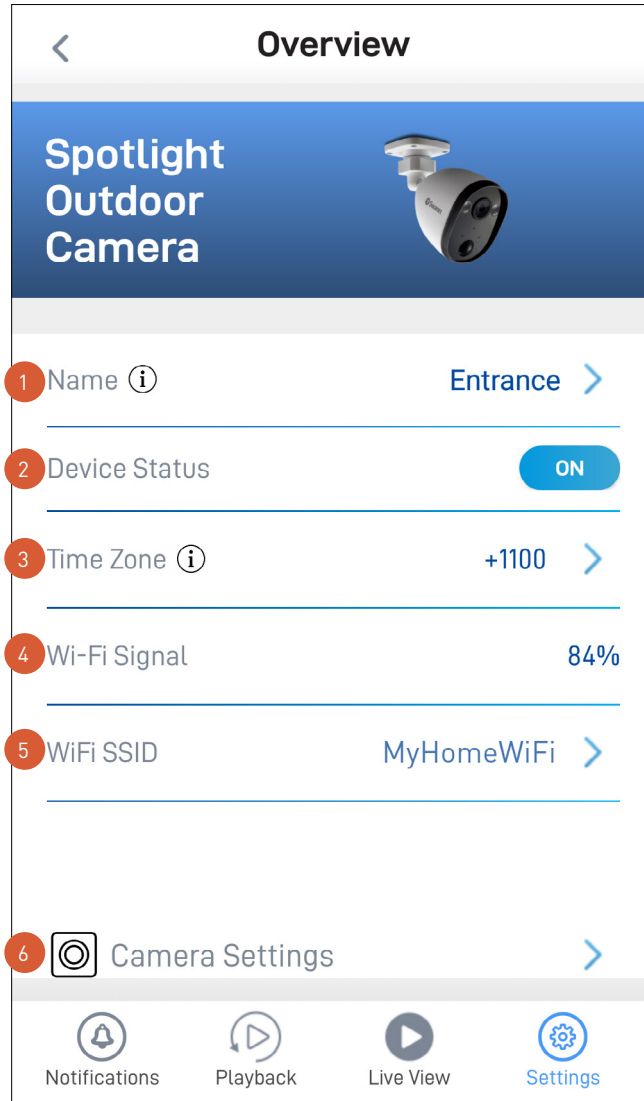 Overview
Spotlight
Outdoor
Camera
Swann
1 Name i Entrance
2 Device Status ON
3 Time Zone i +1100
4 Wi-Fi Signal 84%
5 WiFi SSID MyHomeWiFi
6 Camera Settings
Notifications Playback Live View Settings